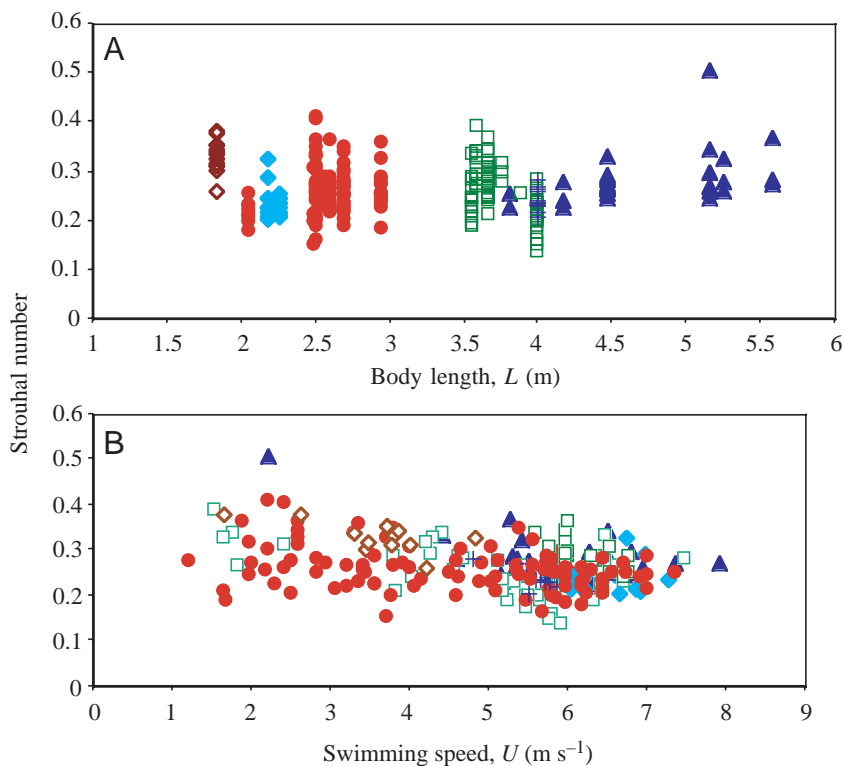 0.6
A
0.5
0.4
0.3
0.2
0.1
0
1 1.5 2 2.5 3 3.5 4 4.5 5 5.5 6
Body length, L (m)
Strouhal number
0.6
B
0.5
0.4
0.3
0.2
0.1
0
0 1 2 3 4 5 6 7 8 9
Swimming speed, U (m s–1)